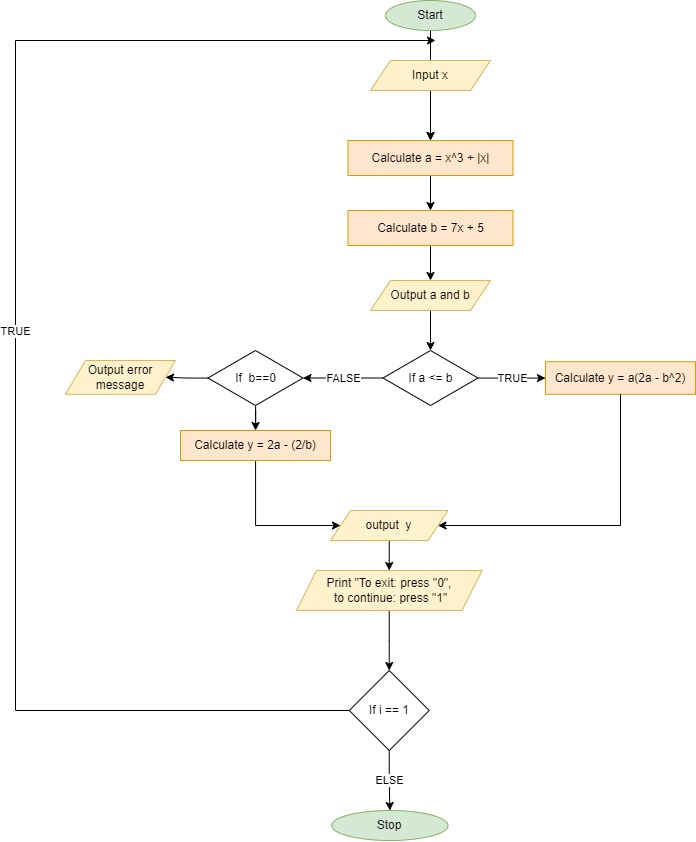 Start
Input x
Calculate a = x^3 + |x|
Calculate b = 7x + 5
Output a and b
TRUE
Output error
message
If b==0
FALSE
If a <= b
TRUE
Calculate y = a(2a - b^2)
Calculate y = 2a - (2/b)
output y
Print "To exit: press "0",
to continue: press "1"
If i == 1
ELSE
Stop